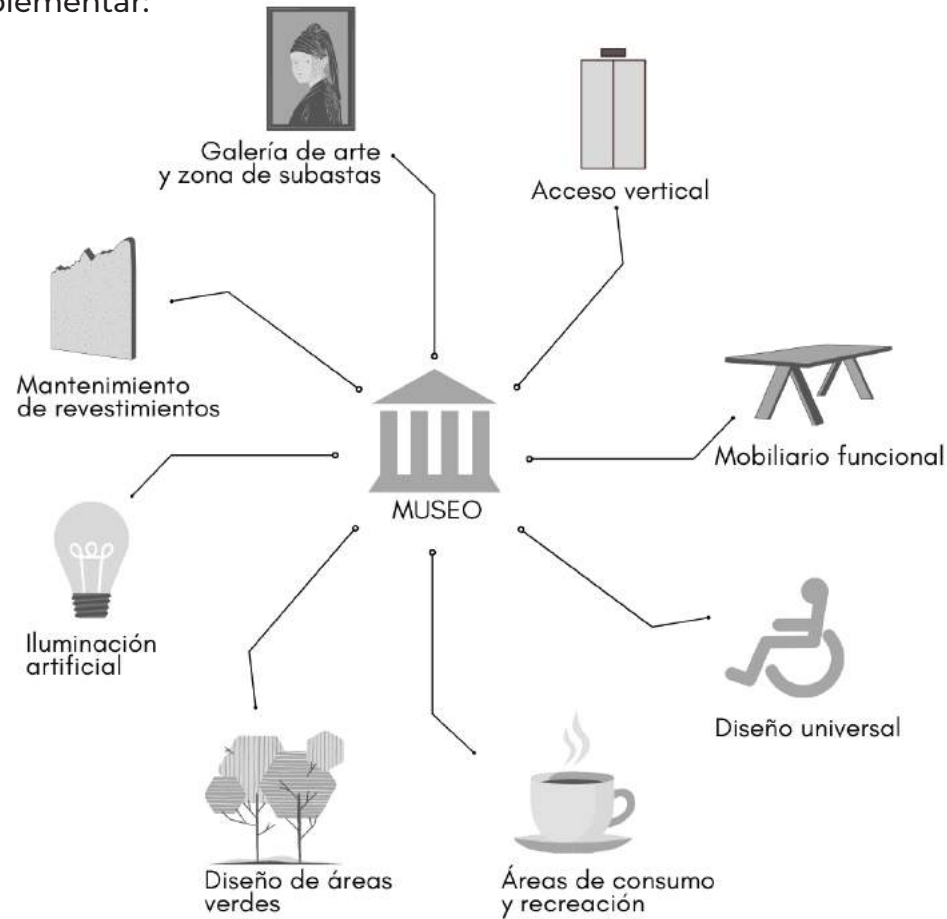 plementar:
Galería de arte
y zona de subastas
Acceso vertical
Mantenimiento
de revestimientos
Mobiliario funcional
MUSEO
Iluminación
artificial
Diseño universal
Diseño de áreas
verdes
Áreas de consumo
y recreación